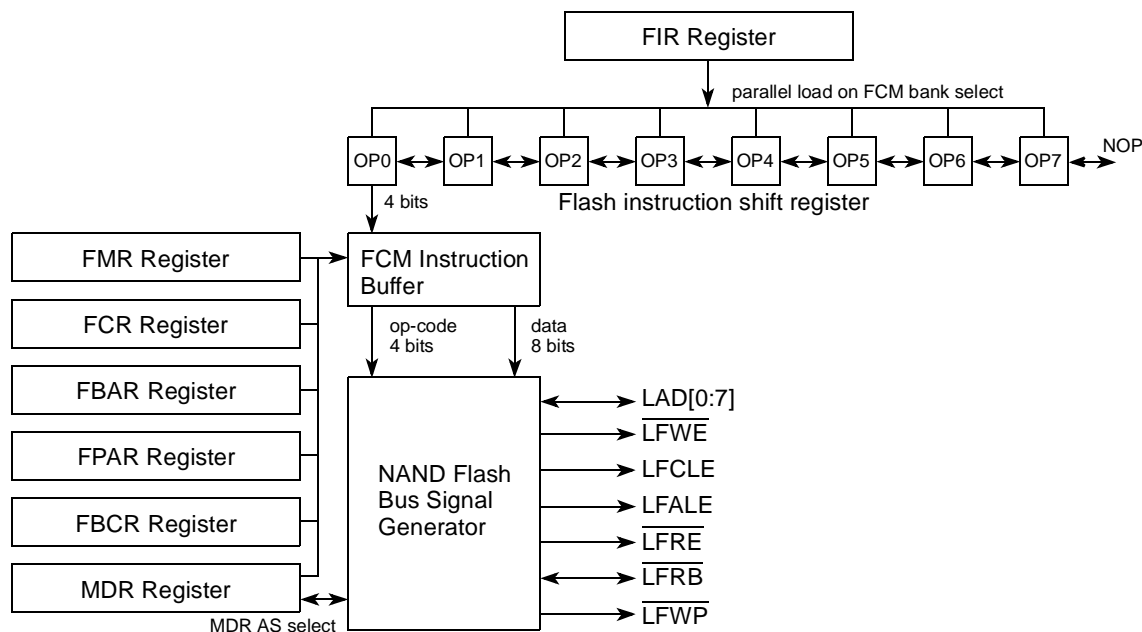 FIR Register
parallel load on FCM bank select
OP0 OP1 OP2 OP3 OP4 OP5 OP6 OP7 NOP
Flash instruction shift register
4 bits
FMR Register
FCM Instruction
Buffer
FCR Register
op-code
4 bits
data
8 bits
FBAR Register
FPAR Register
FBCR Register
MDR Register
MDR AS select
NAND Flash
Bus Signal
Generator
LAD[0:7]
LFWE
LFCLE
LFALE
LFRE
LFRB
LFWP